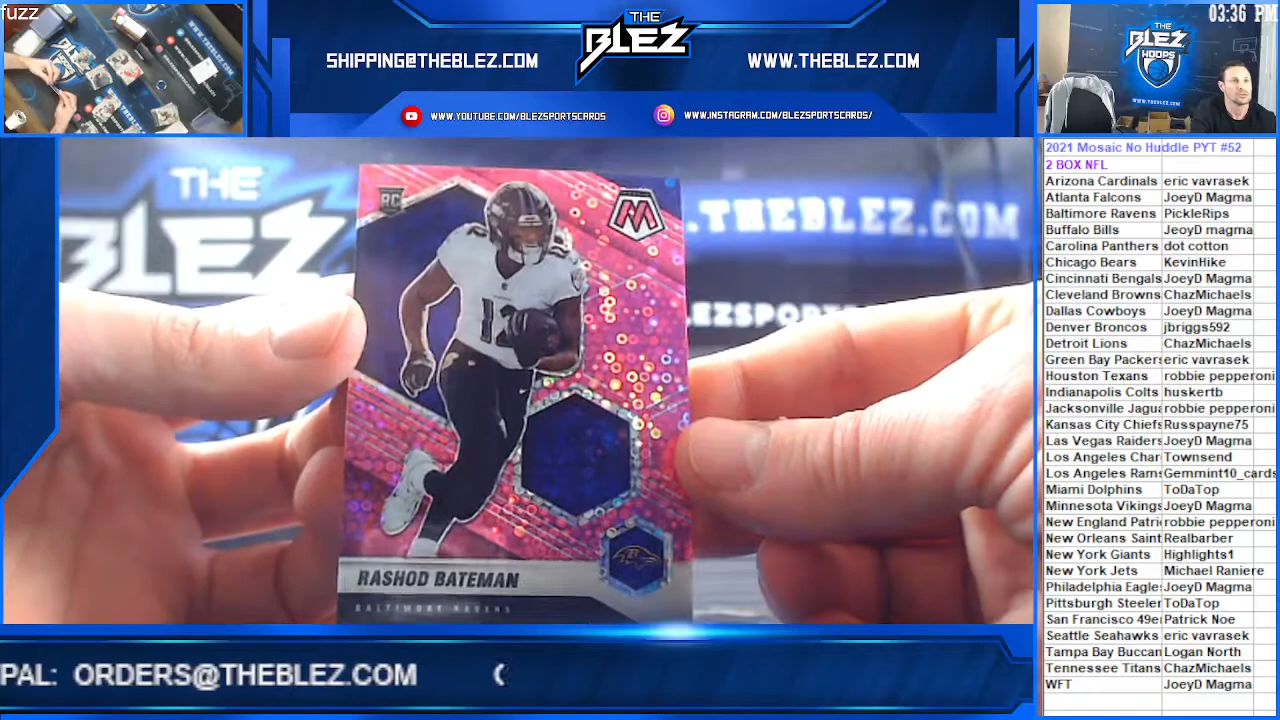 fuzz
SHIPPING@THEBLEZ.COM
THE
BLEZ
WWW.THEBLEZ.COM
WWW.YOUTUBE.COM/BLEZSPORTSCARDS
WWW.INSTAGRAM.COM/BLEZSPORTSCARDS/
03:36 PM
THE
BLEZ
HOOPS
WWW.THEBLEZ.COM
THE
BLEZ
.THEBLEZ.COM
LEZSPORTS
RC
M
12
RASHOD BATEMAN
BALTIMORE RAVENS
PAL: ORDERS@THEBLEZ.COM
2021 Mosaic No Huddle PYT #52
2 BOX NFL
Arizona Cardinals eric vavrasek
Atlanta Falcons JoeyD Magma
Baltimore Ravens PickleRips
Buffalo Bills JeoyD magma
Carolina Panthers dot cotton
Chicago Bears KevinHike
Cincinnati Bengals JoeyD Magma
Cleveland Browns ChazMichaels
Dallas Cowboys JoeyD Magma
Denver Broncos jbriggs592
Detroit Lions ChazMichaels
Green Bay Packers eric vavrasek
Houston Texans robbie pepperoni
Indianapolis Colts huskertb
Jacksonville Jagua robbie pepperoni
Kansas City Chiefs Russpayne75
Las Vegas Raiders JoeyD Magma
Los Angeles Char Townsend
Los Angeles Rams Gemmint10_cards
Miami Dolphins ToDaTop
Minnesota Vikings JoeyD Magma
New England Patri robbie pepperoni
New Orleans Saint Realbarber
New York Giants Highlights1
New York Jets Michael Raniere
Philadelphia Eagle JoeyD Magma
Pittsburgh Steeler ToDaTop
San Francisco 49e Patrick Noe
Seattle Seahawks eric vavrasek
Tampa Bay Buccan Logan North
Tennessee Titans ChazMichaels
WFT JoeyD Magma